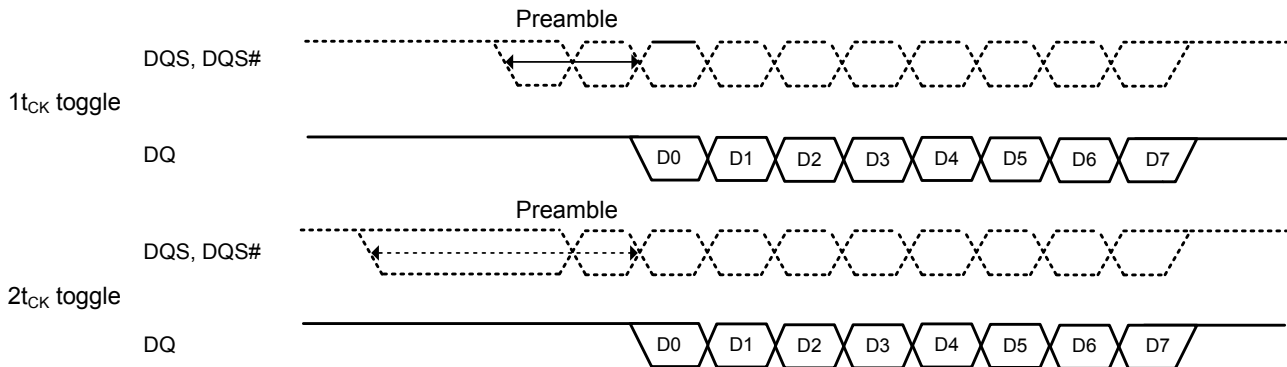 Preamble
DQS, DQS#
1tCK toggle
DQ
D0 D1 D2 D3 D4 D5 D6 D7
Preamble
DQS, DQS#
2tCK toggle
DQ
D0 D1 D2 D3 D4 D5 D6 D7